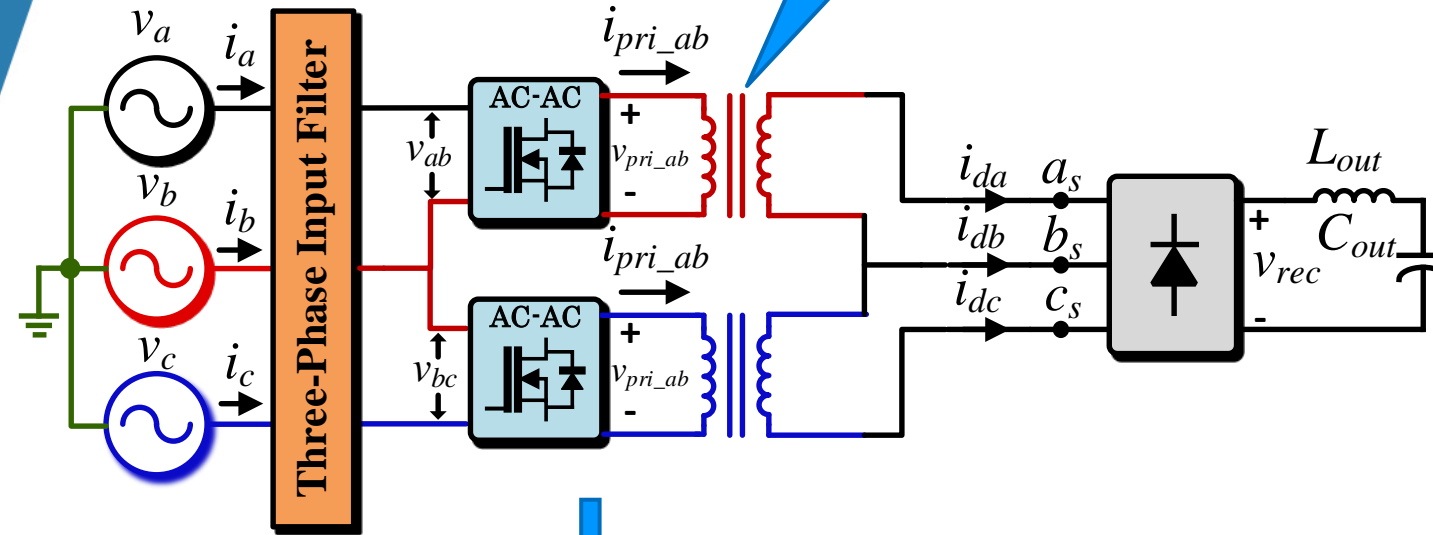 v_a
i_a
v_b
i_b
v_c
i_c
Three-Phase Input Filter
v_ab
v_bc
AC-AC
i_pri_ab
+
v_pri_ab
-
AC-AC
i_pri_ab
+
v_pri_ab
-
i_da
a_s
i_db
b_s
i_dc
c_s
+
v_rec
-
L_out
C_out